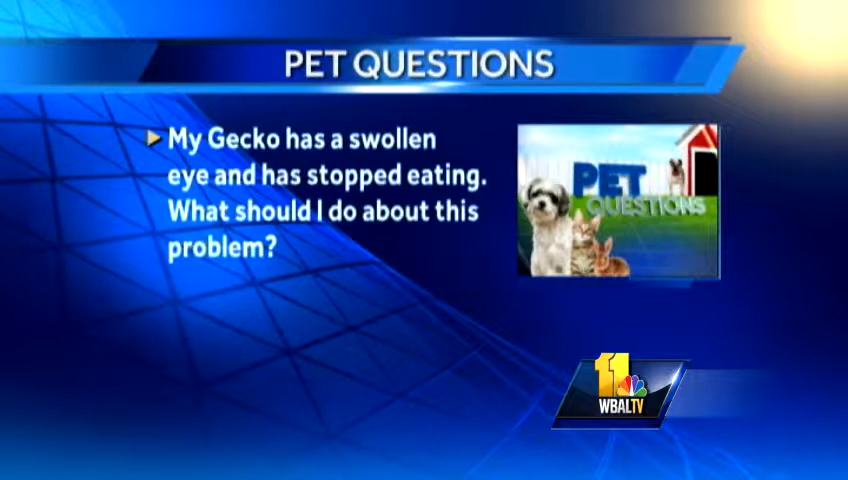 PET QUESTIONS
My Gecko has a swollen
eye and has stopped eating.
What should I do about this
problem?
PET
QUESTIONS
11
WBALTV